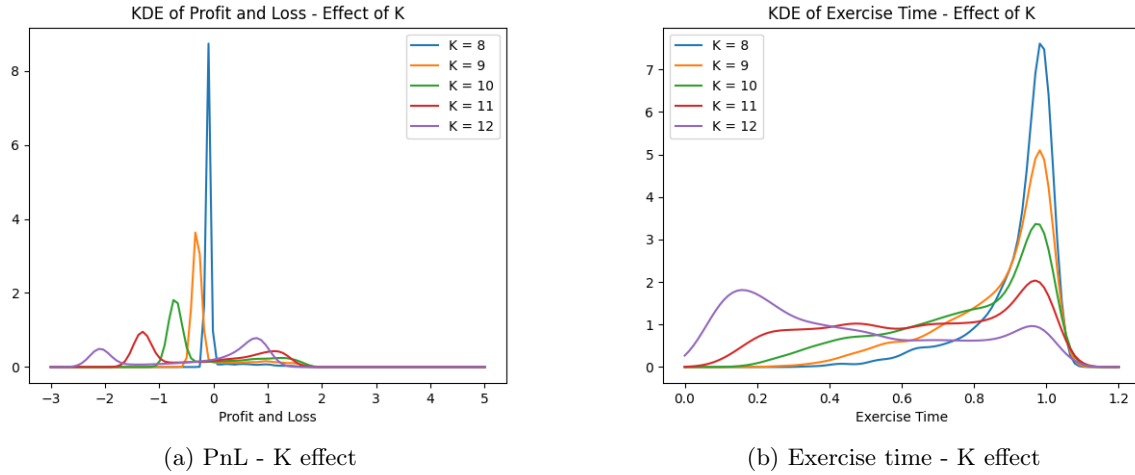 KDE of Profit and Loss - Effect of K
8
6
4
2
0
K = 8
K = 9
K = 10
K = 11
K = 12
−3
−2
−1
0
1
2
3
4
5
Profit and Loss
(a) PnL - K effect
KDE of Exercise Time - Effect of K
7
6
5
4
3
2
1
0
K = 8
K = 9
K = 10
K = 11
K = 12
0.0
0.2
0.4
0.6
0.8
1.0
1.2
Exercise Time
(b) Exercise time - K effect